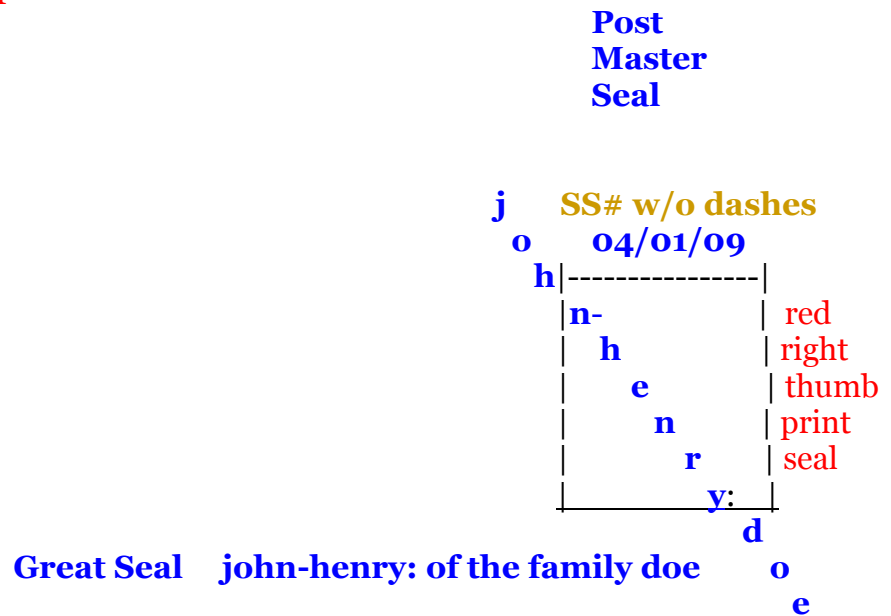 Post
Master
Seal
j SS# w/o dashes
o 04/01/09
h|----------------|
|n- | red
| h | right
| e | thumb
| n | print
| r | seal
| y: |
d
Great Seal john-henry: of the family doe o
e